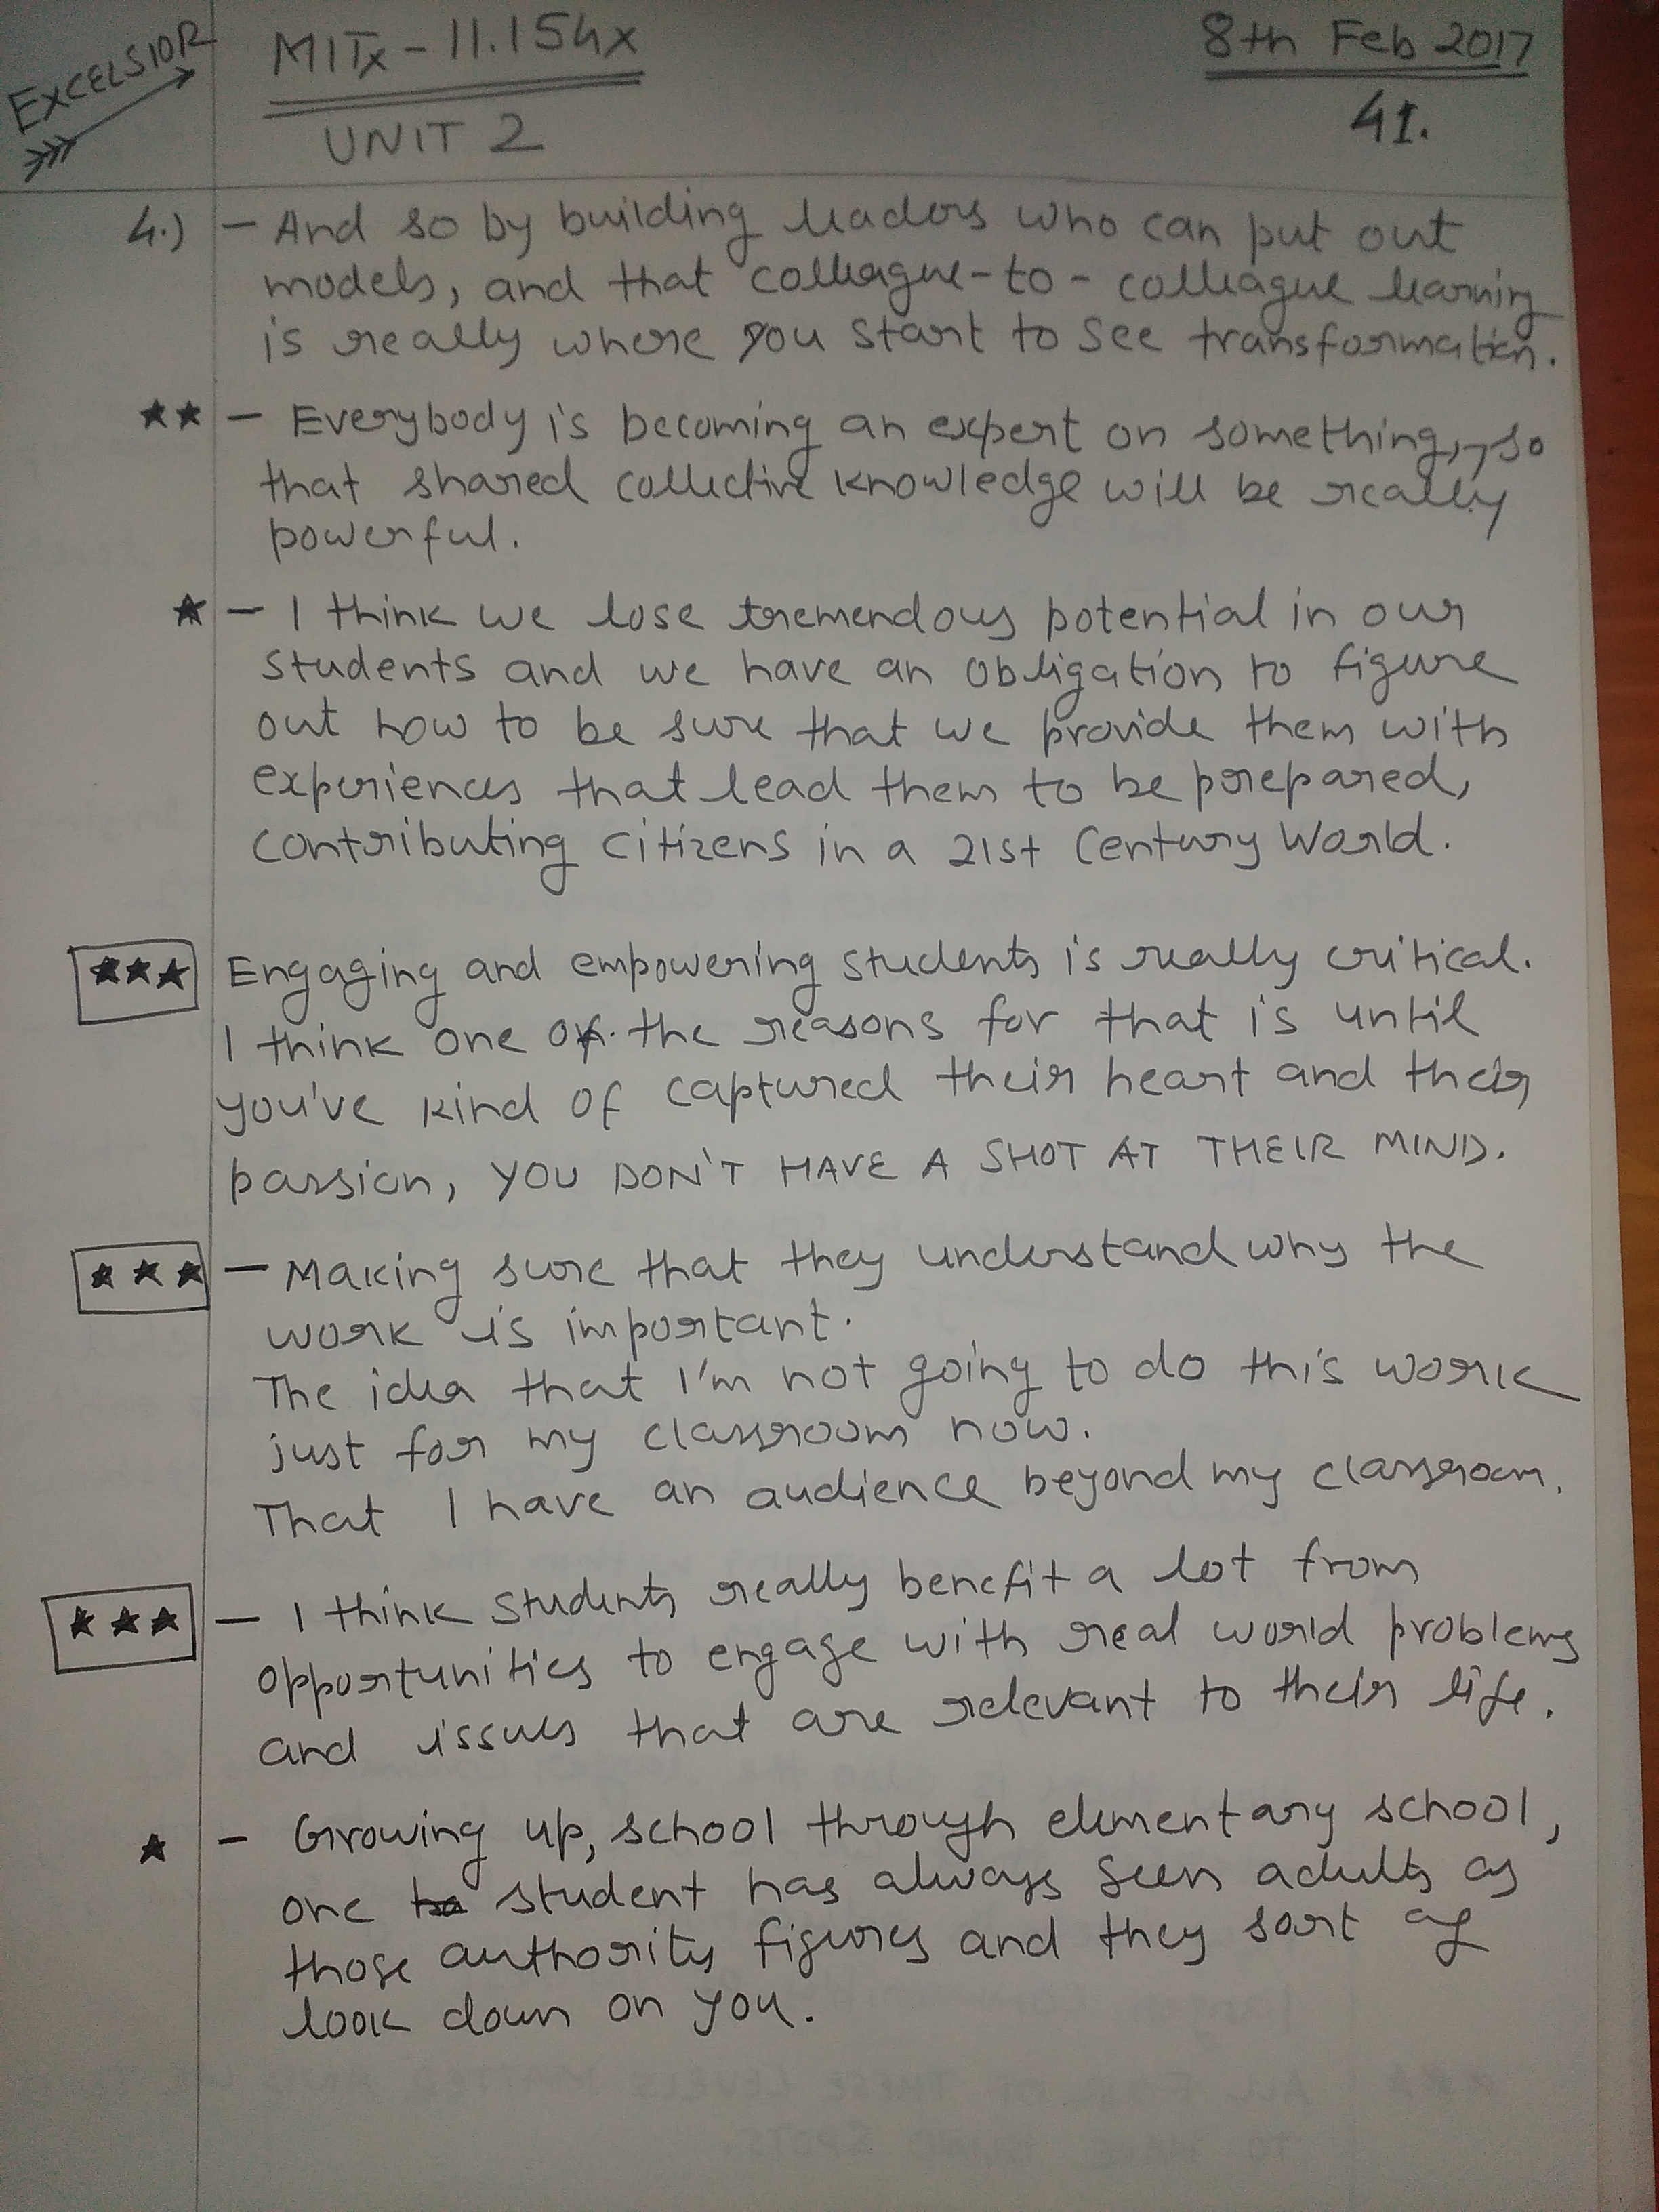 EXCELSIOR
MITx - 11.154x
8th Feb 2017
UNIT 2
41.
4.) - And so by building leaders who can put out
models, and that colleague-to-colleague learning
is really where you start to see transformation.
★★ - Everybody is becoming an expert on something, so
that shared collective knowledge will be really
powerful.
★ - I think we lose tremendous potential in our
students and we have an obligation to figure
out how to be sure that we provide them with
experiences that lead them to be prepared,
contributing citizens in a 21st Century World.
★★★ Engaging and empowering students is really critical.
I think one of the reasons for that is until
you've kind of captured their heart and their
passion, YOU DON'T HAVE A SHOT AT THEIR MIND.
★★★ - Making sure that they understand why the
work is important.
The idea that I'm not going to do this work
just for my classroom now.
That I have an audience beyond my classroom.
★★★ - I think students really benefit a lot from
opportunities to engage with real world problems
and issues that are relevant to their life.
★ - Growing up, school through elementary school,
one student has always seen adults as
those authority figures and they sort of
look down on you.